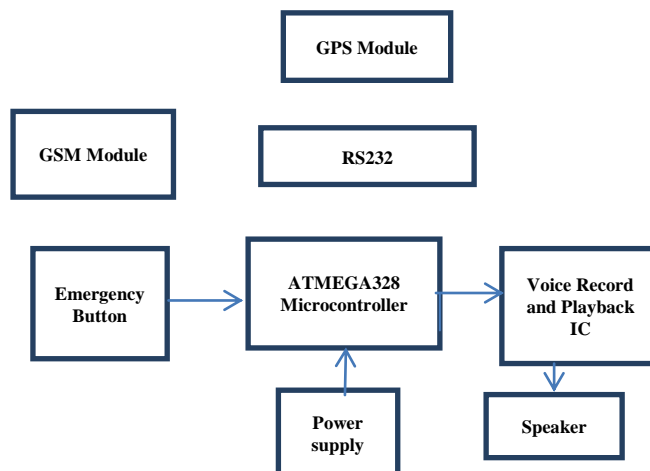 GPS Module
GSM Module
RS232
Emergency
Button
ATMEGA328
Microcontroller
Voice Record
and Playback
IC
Power
supply
Speaker